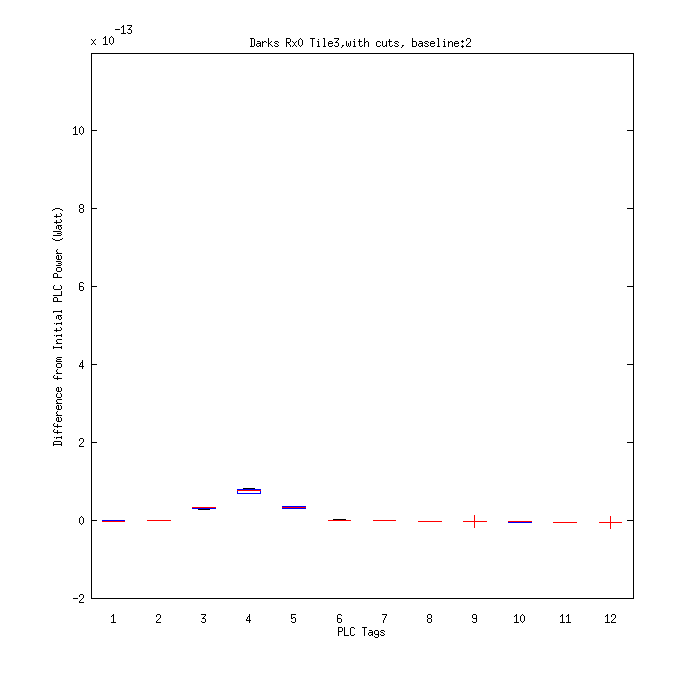 x 10-13
Darks Rx0 Tile3,with cuts, baseline:2
Difference from Initial PLC Power (Watt)
10
8
6
4
2
0
-2
1 2 3 4 5 6 7 8 9 10 11 12
PLC Tags